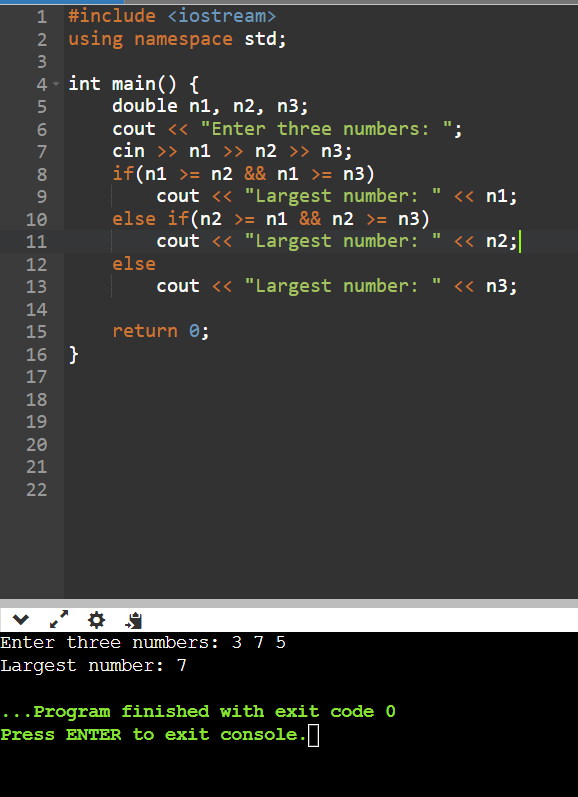 1 #include <iostream>
2 using namespace std;
3
4 int main() {
5     double n1, n2, n3;
6     cout << "Enter three numbers: ";
7     cin >> n1 >> n2 >> n3;
8     if(n1 >= n2 && n1 >= n3)
9         cout << "Largest number: " << n1;
10     else if(n2 >= n1 && n2 >= n3)
11         cout << "Largest number: " << n2;
12     else
13         cout << "Largest number: " << n3;
14
15     return 0;
16 }
17
18
19
20
21
22
Enter three numbers: 3 7 5
Largest number: 7
...Program finished with exit code 0
Press ENTER to exit console.